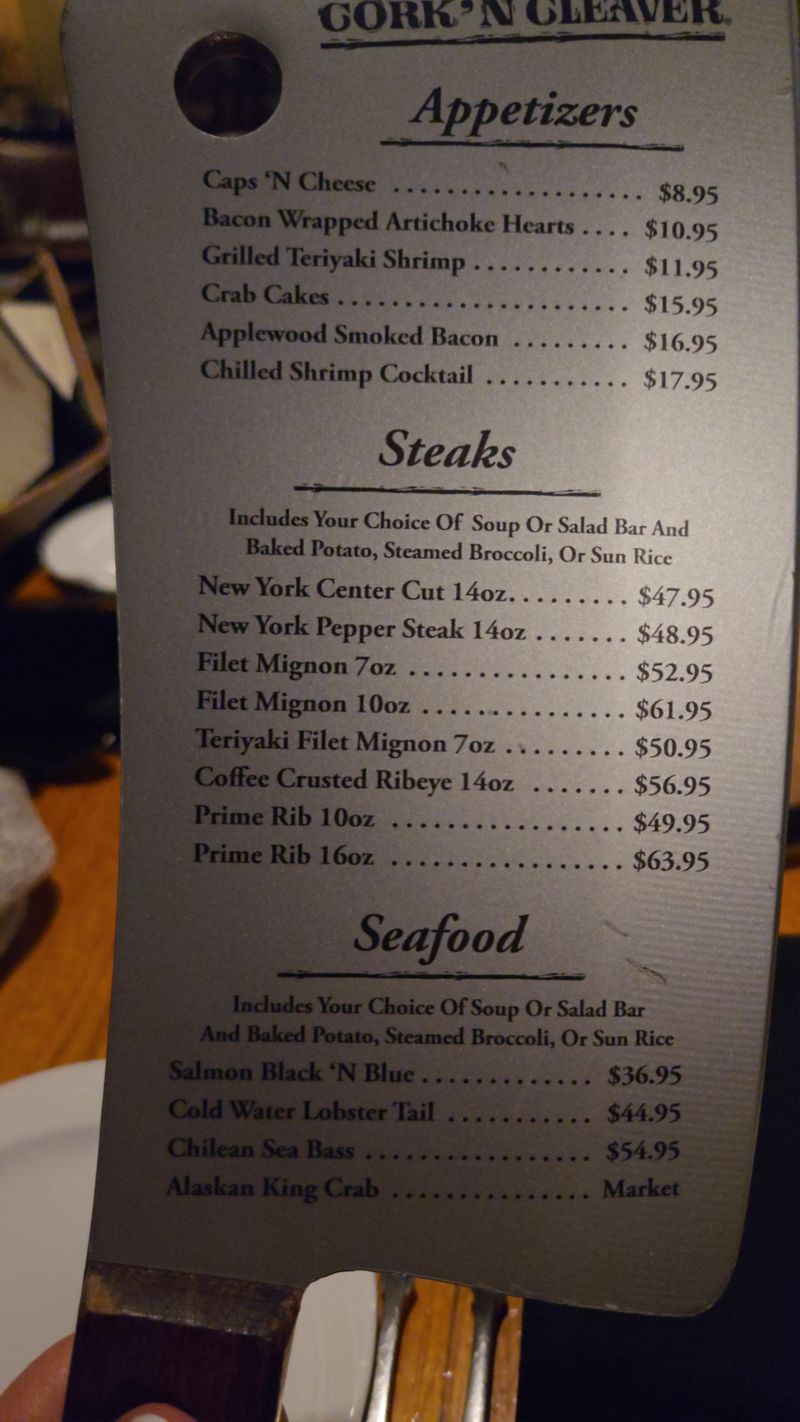 CORK'N CLEAVER.
Appetizers
Caps 'N Cheese ................... $8.95
Bacon Wrapped Artichoke Hearts .... $10.95
Grilled Teriyaki Shrimp ............ $11.95
Crab Cakes ...................... $15.95
Applewood Smoked Bacon ......... $16.95
Chilled Shrimp Cocktail ........... $17.95
Steaks
Includes Your Choice Of Soup Or Salad Bar And
Baked Potato, Steamed Broccoli, Or Sun Rice
New York Center Cut 14oz. ........ $47.95
New York Pepper Steak 14oz ....... $48.95
Filet Mignon 7oz ................ $52.95
Filet Mignon 10oz ............... $61.95
Teriyaki Filet Mignon 7oz ......... $50.95
Coffee Crusted Ribeye 14oz ....... $56.95
Prime Rib 10oz .................. $49.95
Prime Rib 16oz .................. $63.95
Seafood
Includes Your Choice Of Soup Or Salad Bar
And Baked Potato, Steamed Broccoli, Or Sun Rice
Salmon Black 'N Blue ............. $36.95
Cold Water Lobster Tail ........... $44.95
Chilean Sea Bass ................. $54.95
Alaskan King Crab ............... Market